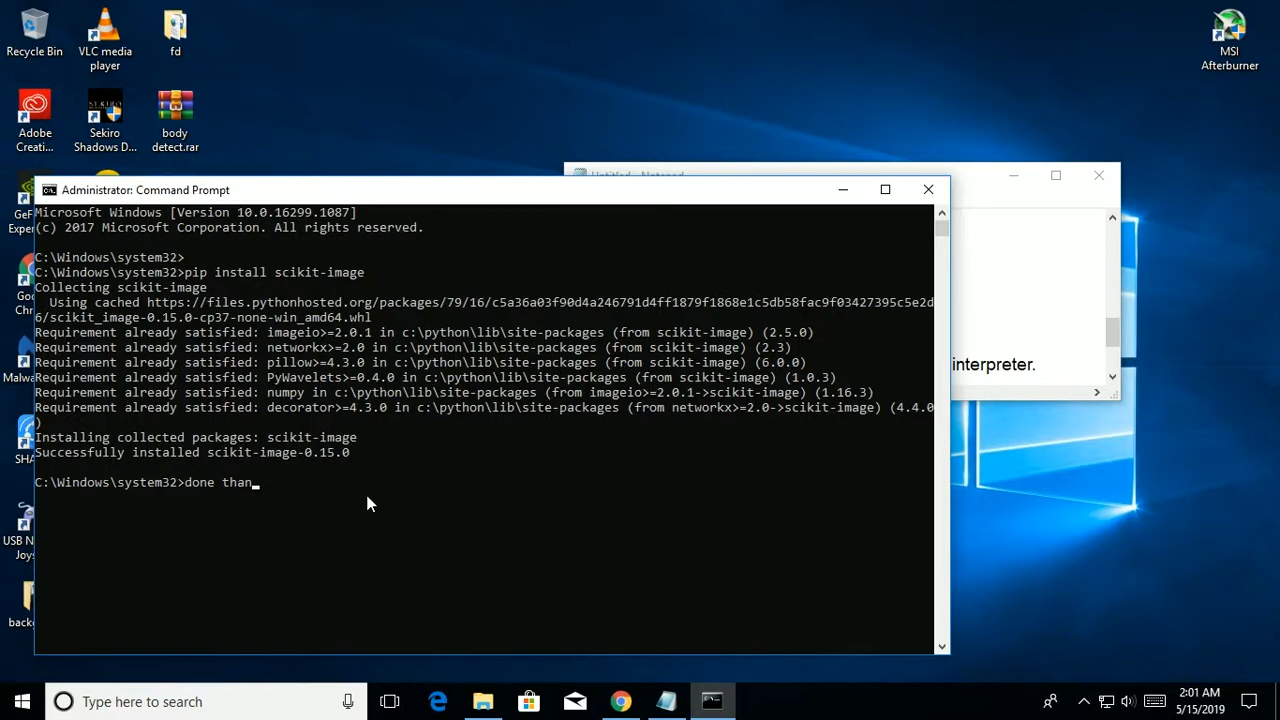 Recycle Bin
VLC media
player
fd
MSI
Afterburner
Adobe
Creati...
Sekiro
Shadows D...
body
detect.rar
Administrator: Command Prompt
Microsoft Windows [Version 10.0.16299.1087]
(c) 2017 Microsoft Corporation. All rights reserved.
C:\Windows\system32>
C:\Windows\system32>pip install scikit-image
Collecting scikit-image
Using cached https://files.pythonhosted.org/packages/79/16/c5a36a03f90d4a246791d4ff1879f1868e1c5db58fac9f03427395c5e2d
6/scikit_image-0.15.0-cp37-none-win_amd64.whl
Requirement already satisfied: imageio>=2.0.1 in c:\python\lib\site-packages (from scikit-image) (2.5.0)
Requirement already satisfied: networkx>=2.0 in c:\python\lib\site-packages (from scikit-image) (2.3)
Requirement already satisfied: pillow>=4.3.0 in c:\python\lib\site-packages (from scikit-image) (6.0.0)
Requirement already satisfied: PyWavelets>=0.4.0 in c:\python\lib\site-packages (from scikit-image) (1.0.3)
Requirement already satisfied: numpy in c:\python\lib\site-packages (from imageio>=2.0.1->scikit-image) (1.16.3)
Requirement already satisfied: decorator>=4.3.0 in c:\python\lib\site-packages (from networkx>=2.0->scikit-image) (4.4.0
)
Installing collected packages: scikit-image
Successfully installed scikit-image-0.15.0
C:\Windows\system32>done than
interpreter.
GeF
Exper
Goo
Chr
Malwa
SHA
USB N
Joys
back
Type here to search
2:01 AM
5/15/2019